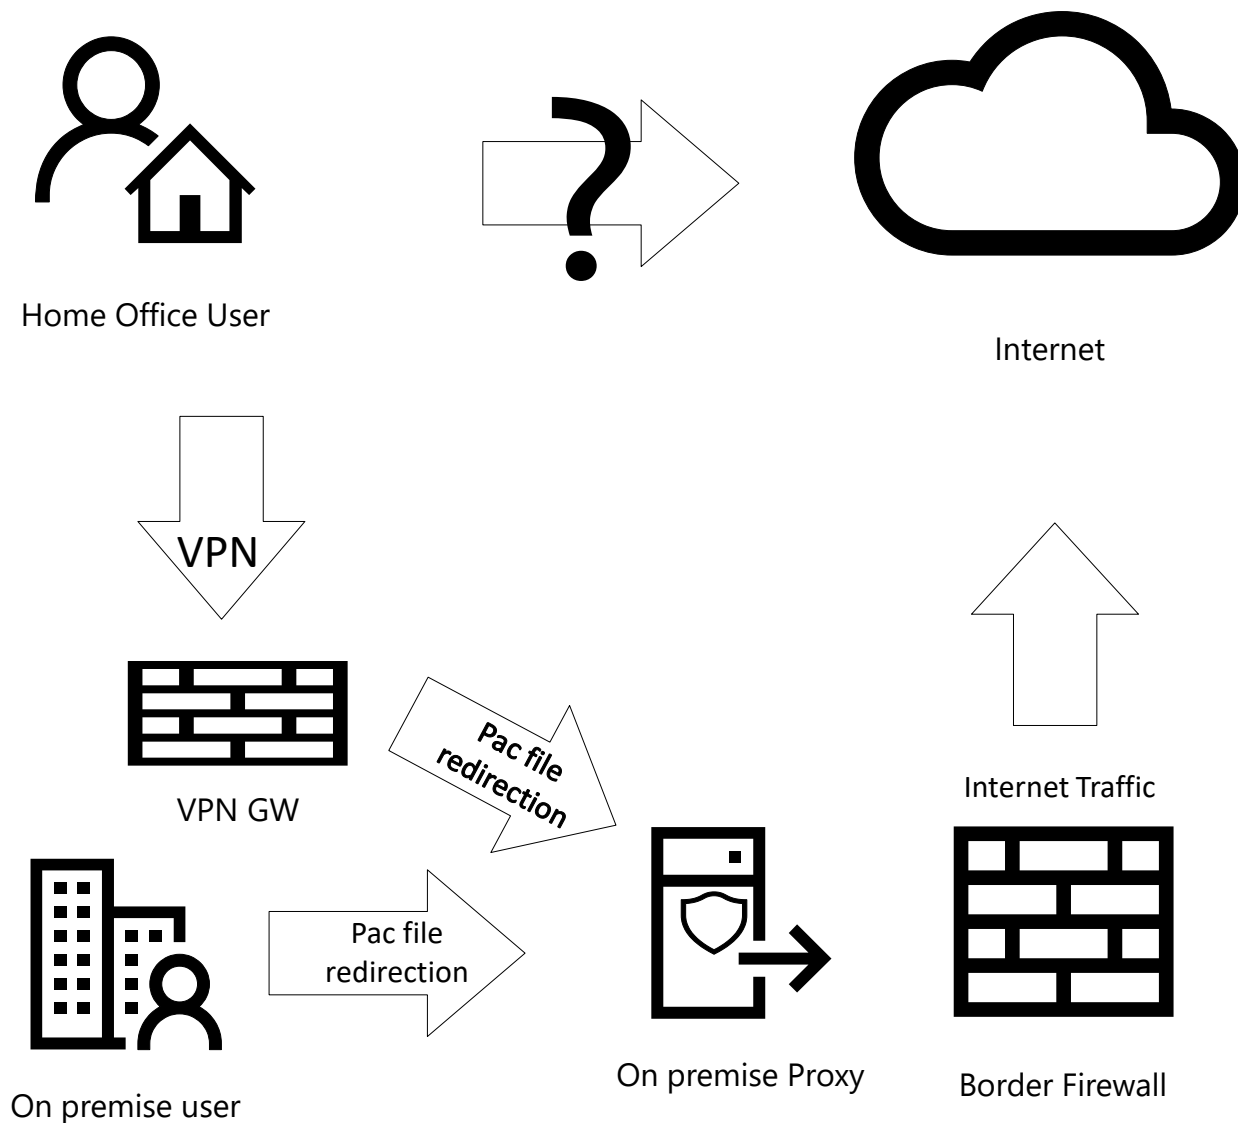 ?
Home Office User
Internet
VPN
VPN GW
Pac file
redirection
Internet Traffic
Pac file
redirection
On premise Proxy
Border Firewall
On premise user